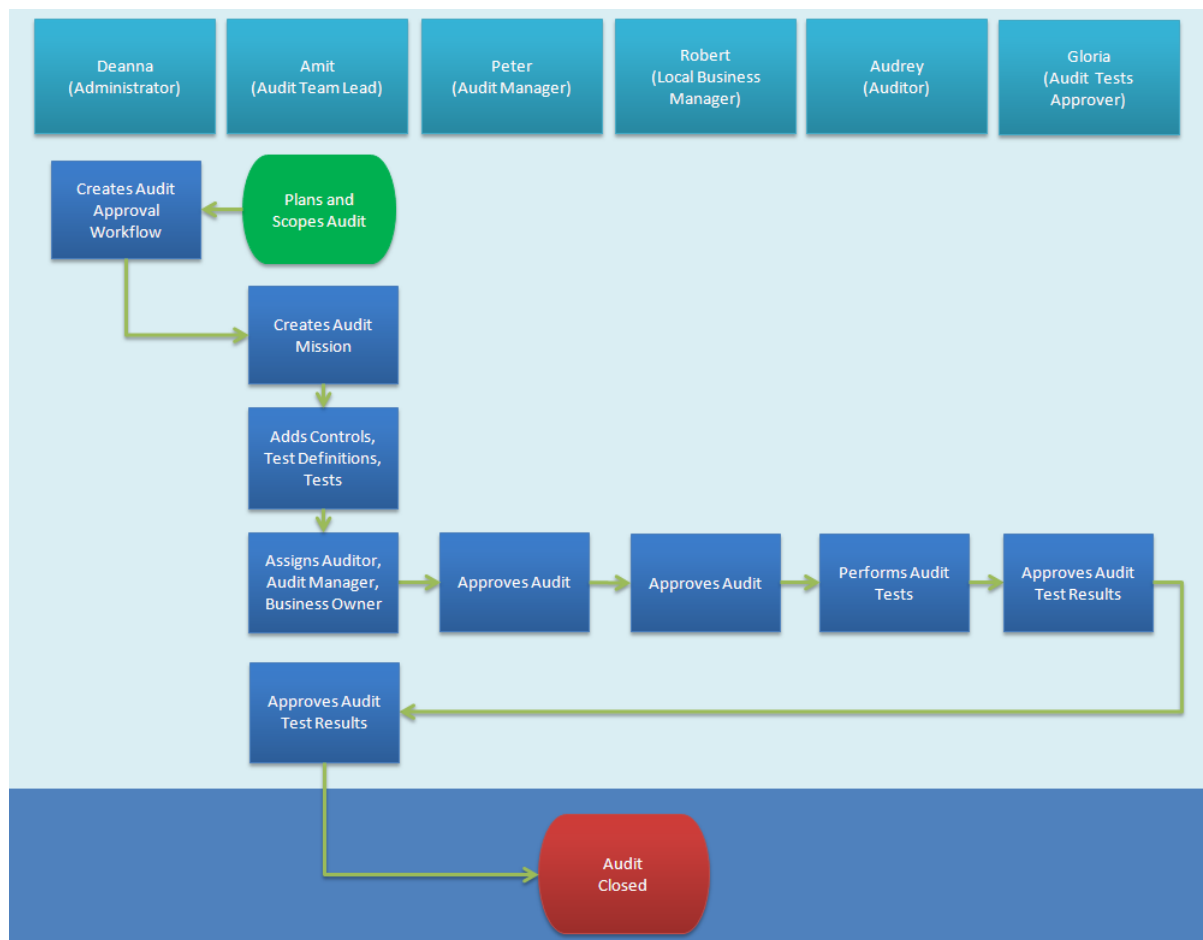 Deanna
(Administrator)
Amit
(Audit Team Lead)
Peter
(Audit Manager)
Robert
(Local Business
Manager)
Audrey
(Auditor)
Gloria
(Audit Tests
Approver)
Creates Audit
Approval
Workflow
Plans and
Scopes Audit
Creates Audit
Mission
Adds Controls,
Test Definitions,
Tests
Assigns Auditor,
Audit Manager,
Business Owner
Approves Audit
Approves Audit
Performs Audit
Tests
Approves Audit
Test Results
Approves Audit
Test Results
Audit
Closed